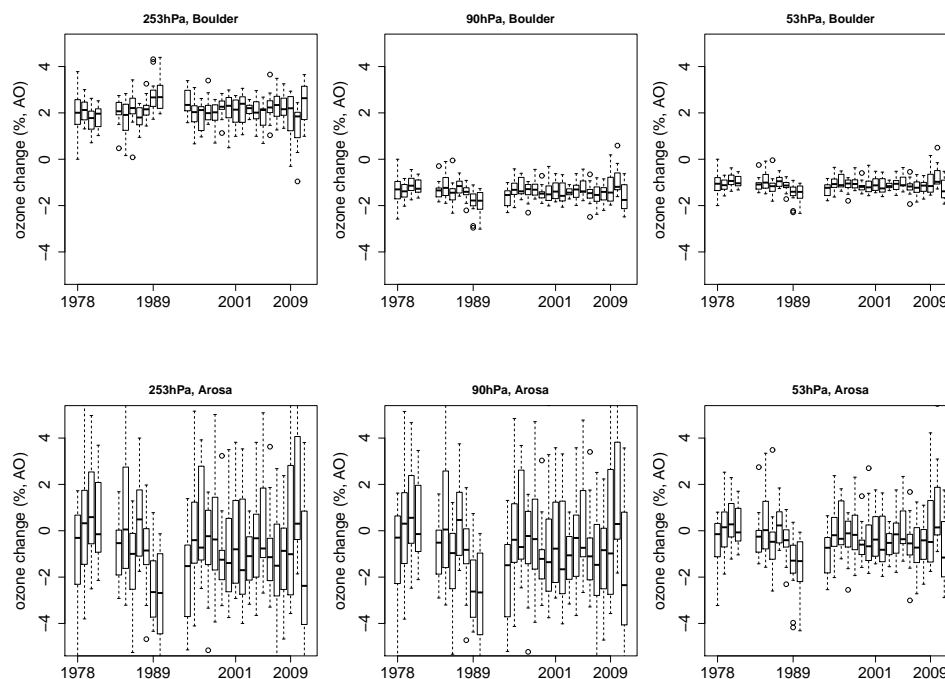 253hPa, Boulder
90hPa, Boulder
53hPa, Boulder
ozone change (%, AO)
4
2
0
−2
−4
1978 1989 2001 2009
ozone change (%, AO)
4
2
0
−2
−4
1978 1989 2001 2009
ozone change (%, AO)
4
2
0
−2
−4
1978 1989 2001 2009
253hPa, Arosa
90hPa, Arosa
53hPa, Arosa
ozone change (%, AO)
4
2
0
−2
−4
1978 1989 2001 2009
ozone change (%, AO)
4
2
0
−2
−4
1978 1989 2001 2009
ozone change (%, AO)
4
2
0
−2
−4
1978 1989 2001 2009